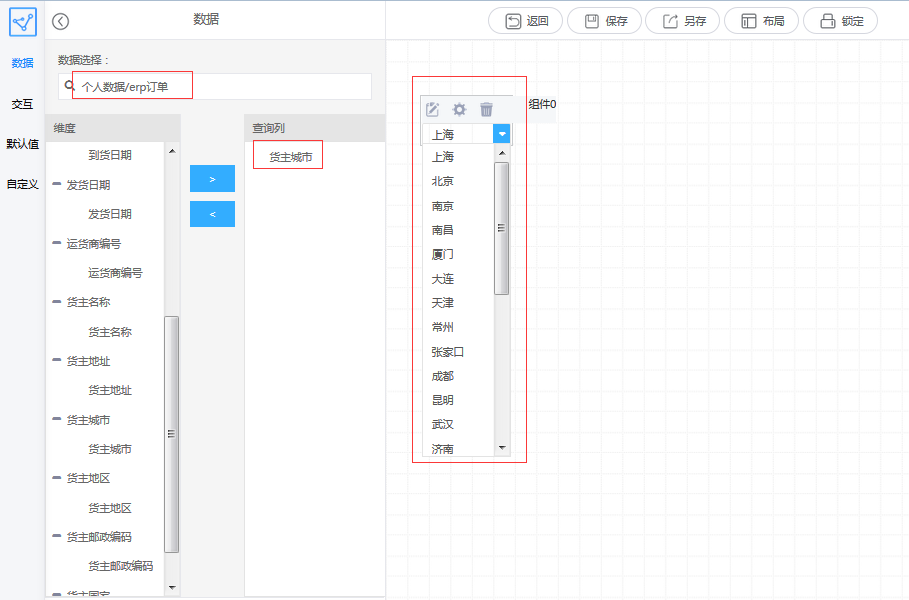 数据
返回
保存
另存
布局
锁定
数据
交互
默认值
自定义
数据选择：
个人数据/erp订单
维度
到货日期
发货日期
发货日期
运货商编号
运货商编号
货主名称
货主名称
货主地址
货主地址
货主城市
货主城市
货主地区
货主地区
货主邮政编码
货主邮政编码
货主国家
>
<
查询列
货主城市
组件0
上海
上海
北京
南京
南昌
厦门
大连
天津
常州
张家口
成都
昆明
武汉
济南